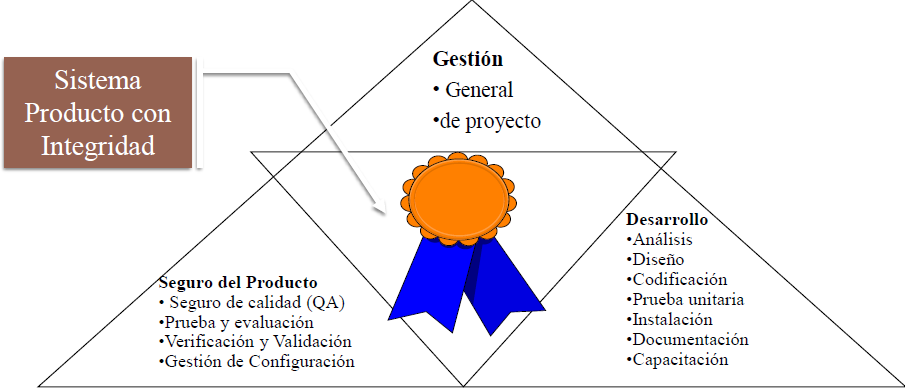 Sistema
Producto con
Integridad
Gestión
• General
•de proyecto
Desarrollo
•Análisis
•Diseño
•Codificación
•Prueba unitaria
•Instalación
•Documentación
•Capacitación
Seguro del Producto
• Seguro de calidad (QA)
•Prueba y evaluación
•Verificación y Validación
•Gestión de Configuración